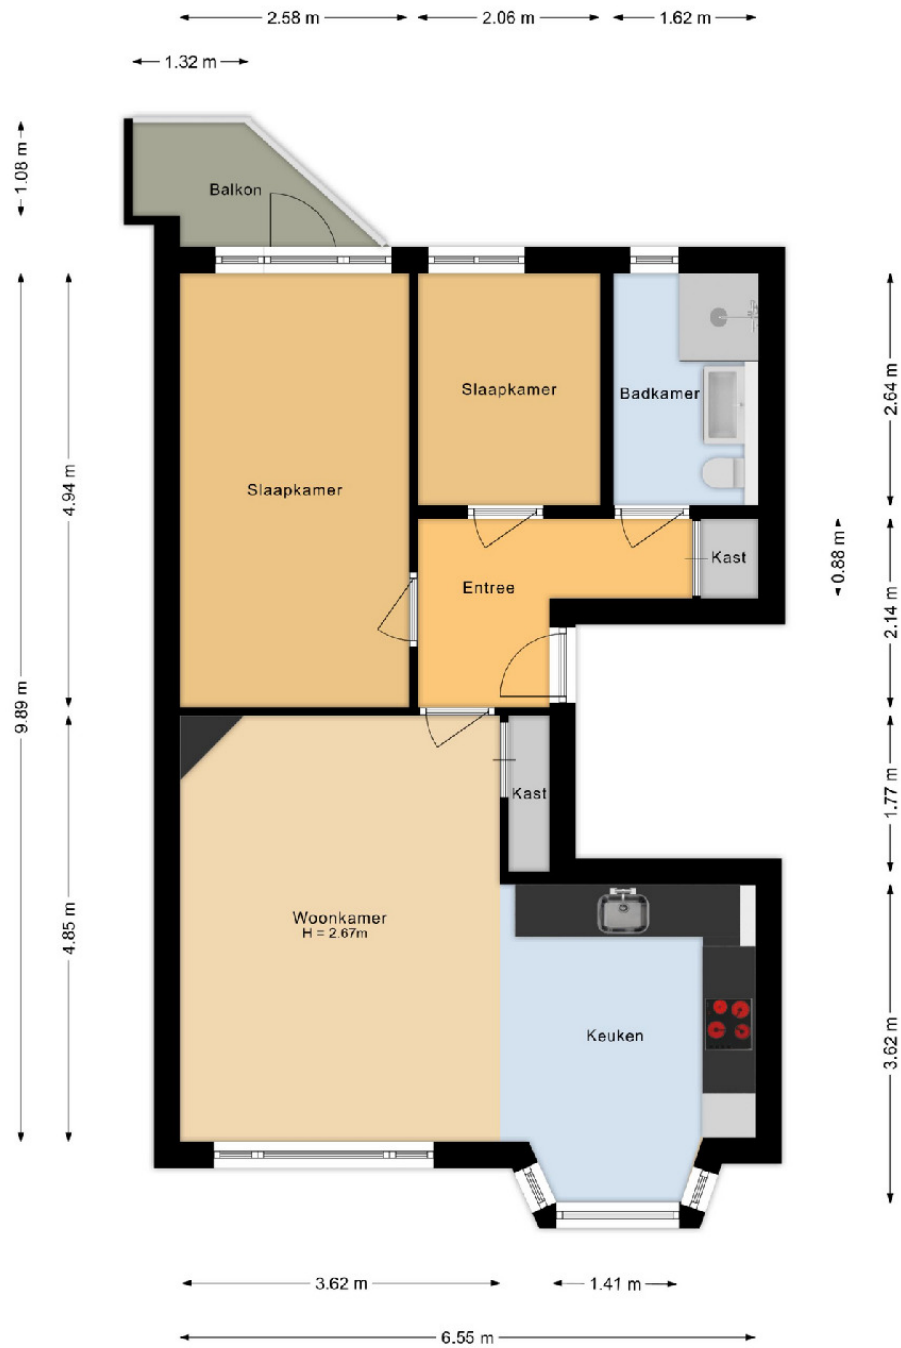 2.58 m
2.06 m
1.62 m
1.32 m
1.08 m
Balkon
Slaapkamer
Badkamer
2.64 m
4.94 m
Slaapkamer
Kast
0.88 m
Entree
2.14 m
9.89 m
Kast
1.77 m
Woonkamer
H = 2.67m
4.85 m
Keuken
3.62 m
3.62 m
1.41 m
6.55 m